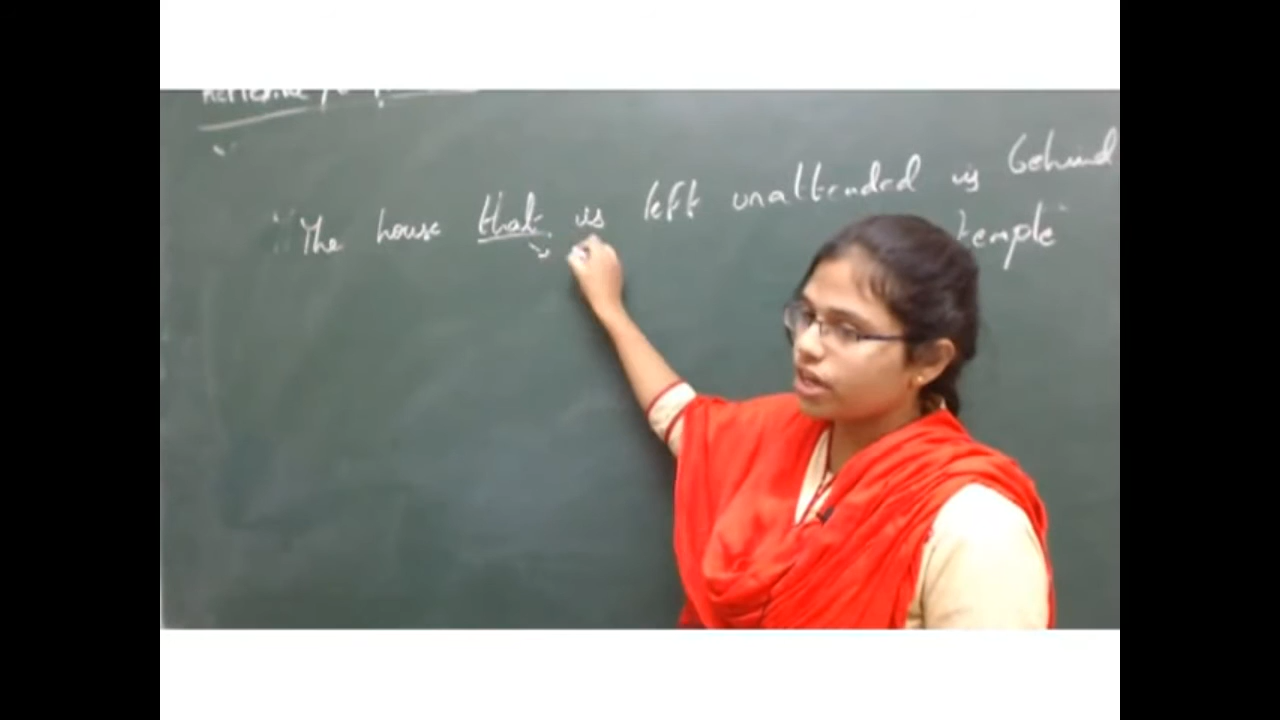 "The house that is left unattended is behind
temple"